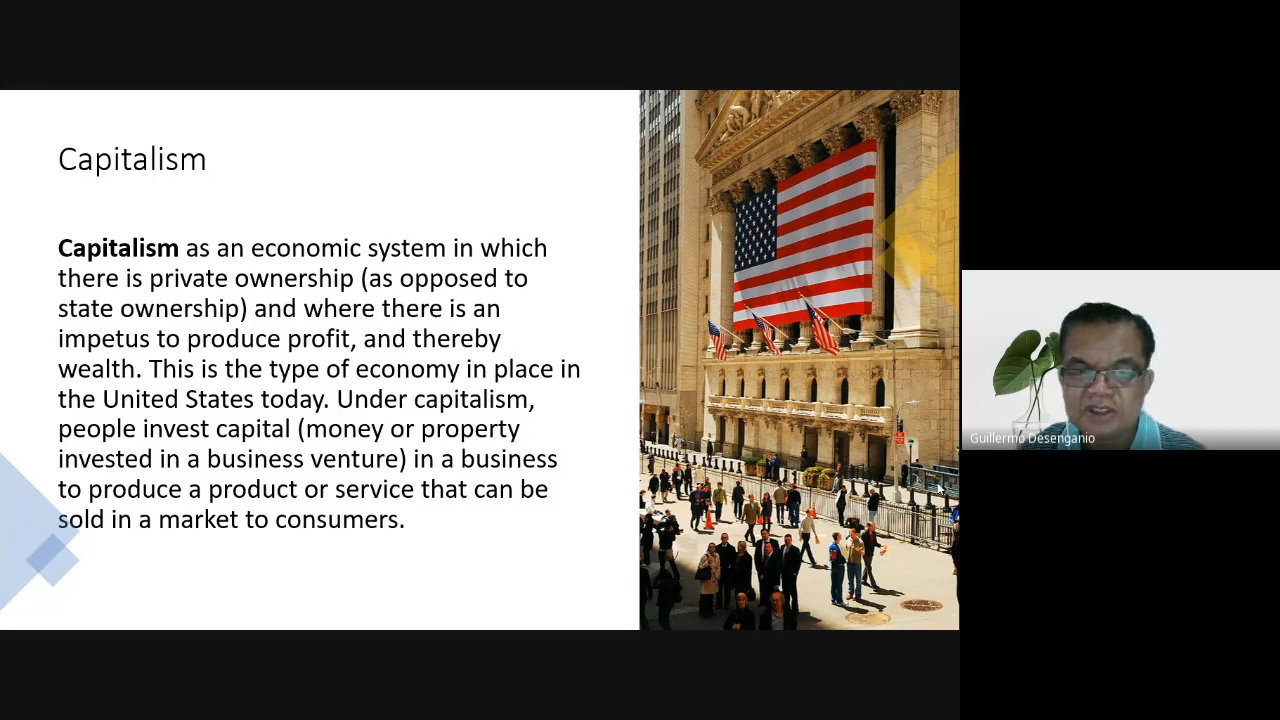 Capitalism
Capitalism as an economic system in which
there is private ownership (as opposed to
state ownership) and where there is an
impetus to produce profit, and thereby
wealth. This is the type of economy in place in
the United States today. Under capitalism,
people invest capital (money or property
invested in a business venture) in a business
to produce a product or service that can be
sold in a market to consumers.
Guillermo Desenganio